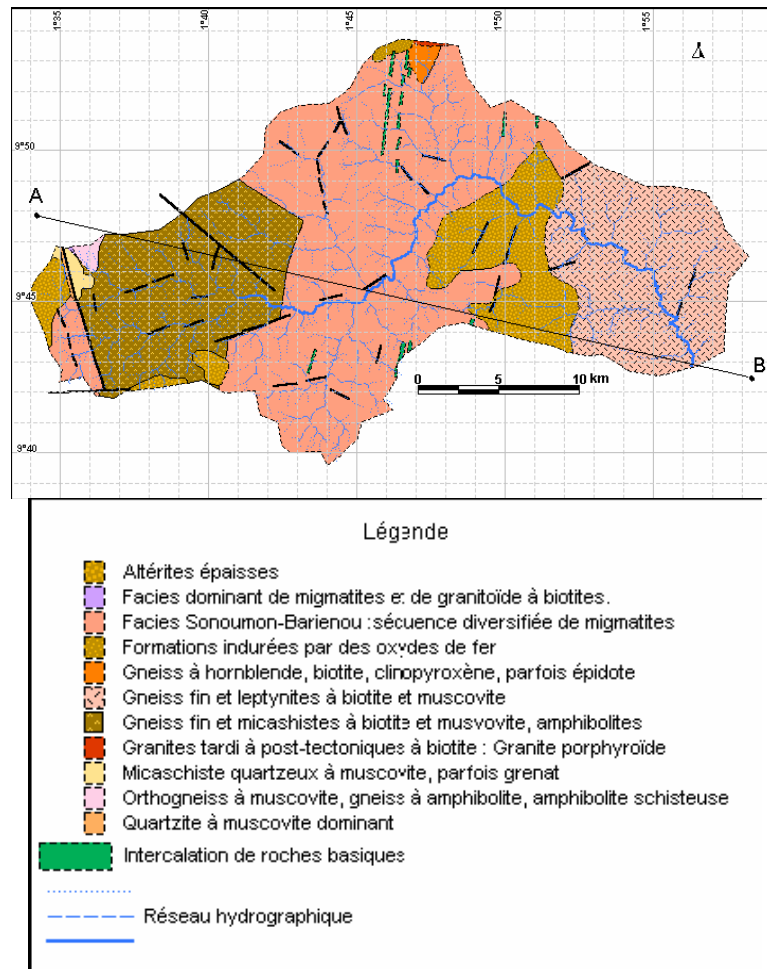 1°35
1°40
1°45
1°50
1°55
9°50
A
9°45
B
0 5 10 km
9°40
Légende
Altérites épaisses
Facies dominant de migmatites et de granitoïde à biotites.
Facies Sonoumon-Barienou : séquence diversifiée de migmatites
Formations indurées par des oxydes de fer
Gneiss à hornblende, biotite, clinopyroxène, parfois épidote
Gneiss fin et leptynites à biotite et muscovite
Gneiss fin et micashistes à biotite et musvovite, amphibolites
Granites tardi à post-tectoniques à biotite : Granite porphyroïde
Micaschiste quartzeux à muscovite, parfois grenat
Orthogneiss à muscovite, gneiss à amphibolite, amphibolite schisteuse
Quartzite à muscovite dominant
Intercalation de roches basiques
Réseau hydrographique